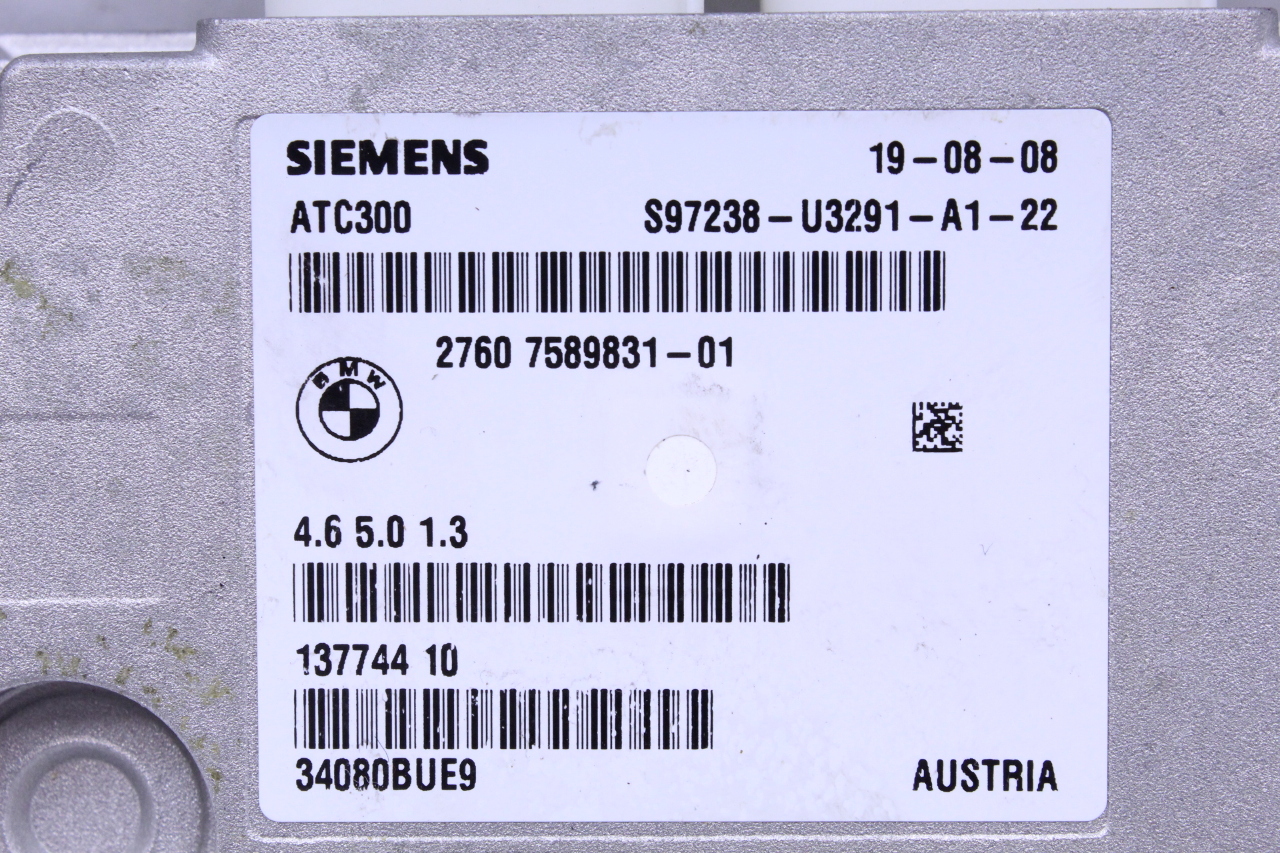 SIEMENS 19-08-08
ATC300 S97238-U3291-A1-22
2760 7589831-01
BMW
4.6 5.0 1.3
137744 10
34080BUE9 AUSTRIA